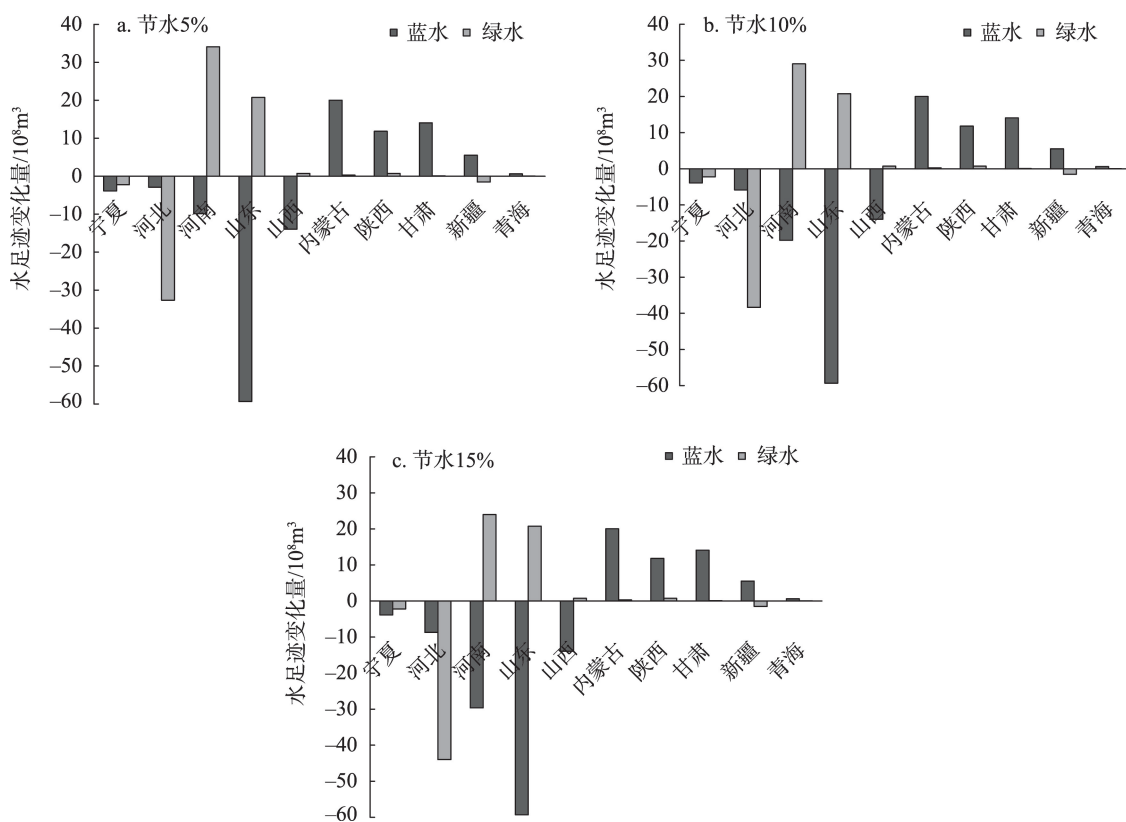 a. 节水5%
蓝水 绿水
水足迹变化量/10⁸m³
40
30
20
10
0
–10
–20
–30
–40
–50
–60
宁夏 河北 河南 山东 山西 内蒙古 陕西 甘肃 新疆 青海
b. 节水10%
蓝水 绿水
水足迹变化量/10⁸m³
40
30
20
10
0
–10
–20
–30
–40
–50
–60
宁夏 河北 河南 山东 山西 内蒙古 陕西 甘肃 新疆 青海
c. 节水15%
蓝水 绿水
水足迹变化量/10⁸m³
40
30
20
10
0
–10
–20
–30
–40
–50
–60
宁夏 河北 河南 山东 山西 内蒙古 陕西 甘肃 新疆 青海